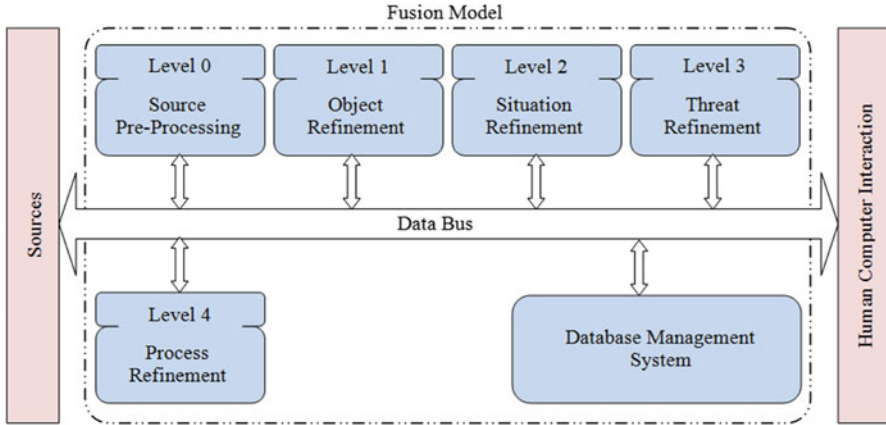 Fusion Model
Sources
Level 0
Source
Pre-Processing
Level 1
Object
Refinement
Level 2
Situation
Refinement
Level 3
Threat
Refinement
Data Bus
Level 4
Process
Refinement
Database Management
System
Human Computer Interaction